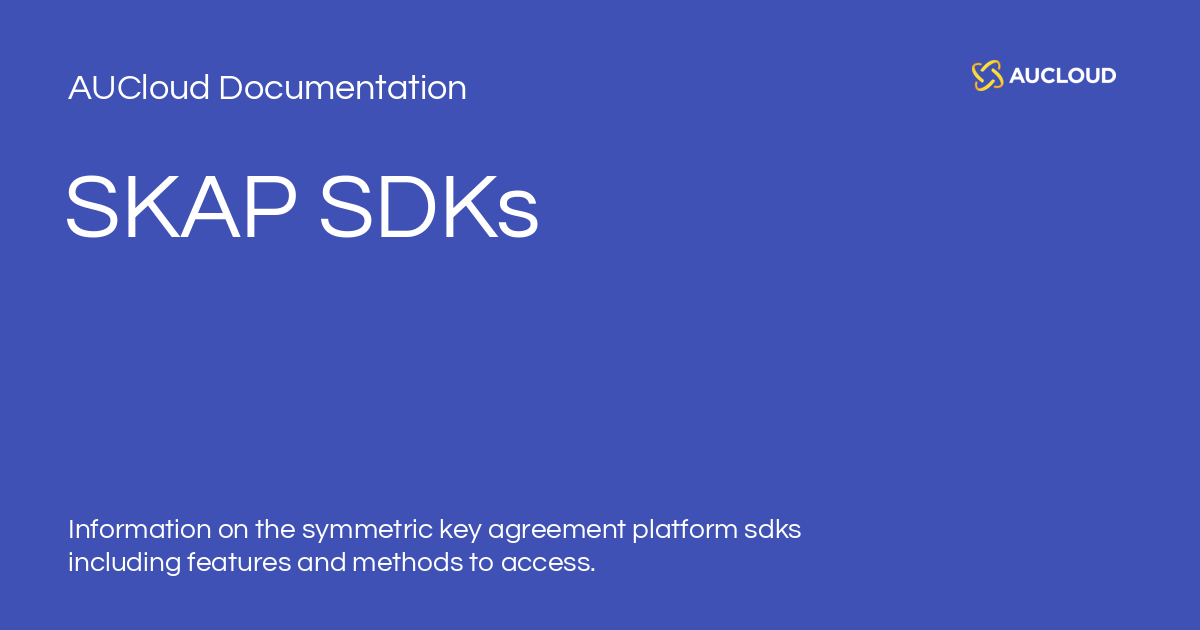 AUCloud Documentation
AUCLOUD
SKAP SDKs
Information on the symmetric key agreement platform sdks
including features and methods to access.